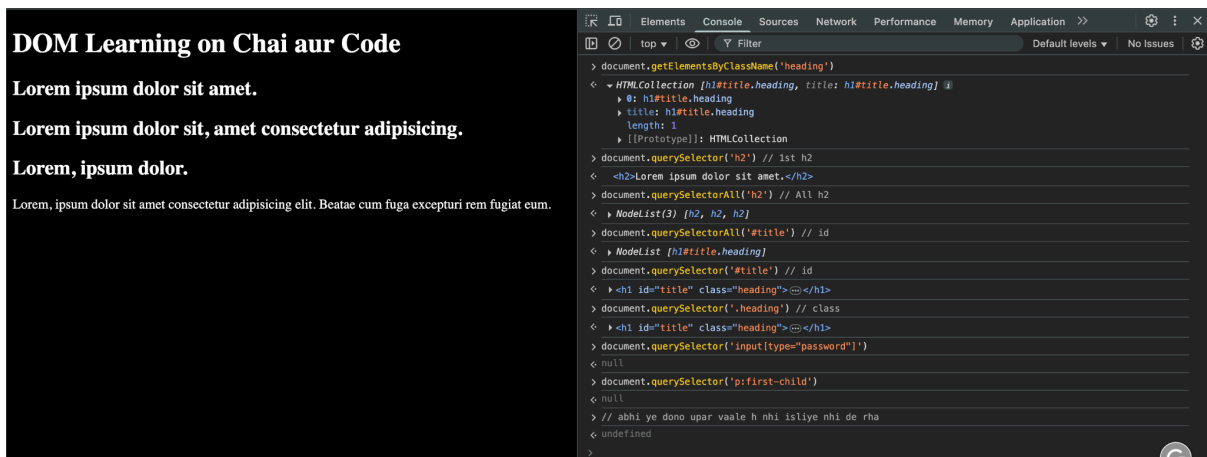 DOM Learning on Chai aur Code
Lorem ipsum dolor sit amet.
Lorem ipsum dolor sit, amet consectetur adipisicing.
Lorem, ipsum dolor.
Lorem, ipsum dolor sit amet consectetur adipisicing elit. Beatae cum fuga excepturi rem fugiat eum.
Elements Console Sources Network Performance Memory Application
top Filter Default levels No Issues
document.getElementsByClassName('heading')
HTMLCollection [h1#title.heading, title: h1#title.heading] i
0: h1#title.heading
title: h1#title.heading
length: 1
[[Prototype]]: HTMLCollection
document.querySelector('h2') // 1st h2
<h2>Lorem ipsum dolor sit amet.</h2>
document.querySelectorAll('h2') // All h2
NodeList(3) [h2, h2, h2]
document.querySelectorAll('#title') // id
NodeList [h1#title.heading]
document.querySelector('#title') // id
<h1 id="title" class="heading">…</h1>
document.querySelector('.heading') // class
<h1 id="title" class="heading">…</h1>
document.querySelector('input[type="password"]')
null
document.querySelector('p:first-child')
null
// abhi ye dono upar vaale h nhi isliye nhi de rha
undefined